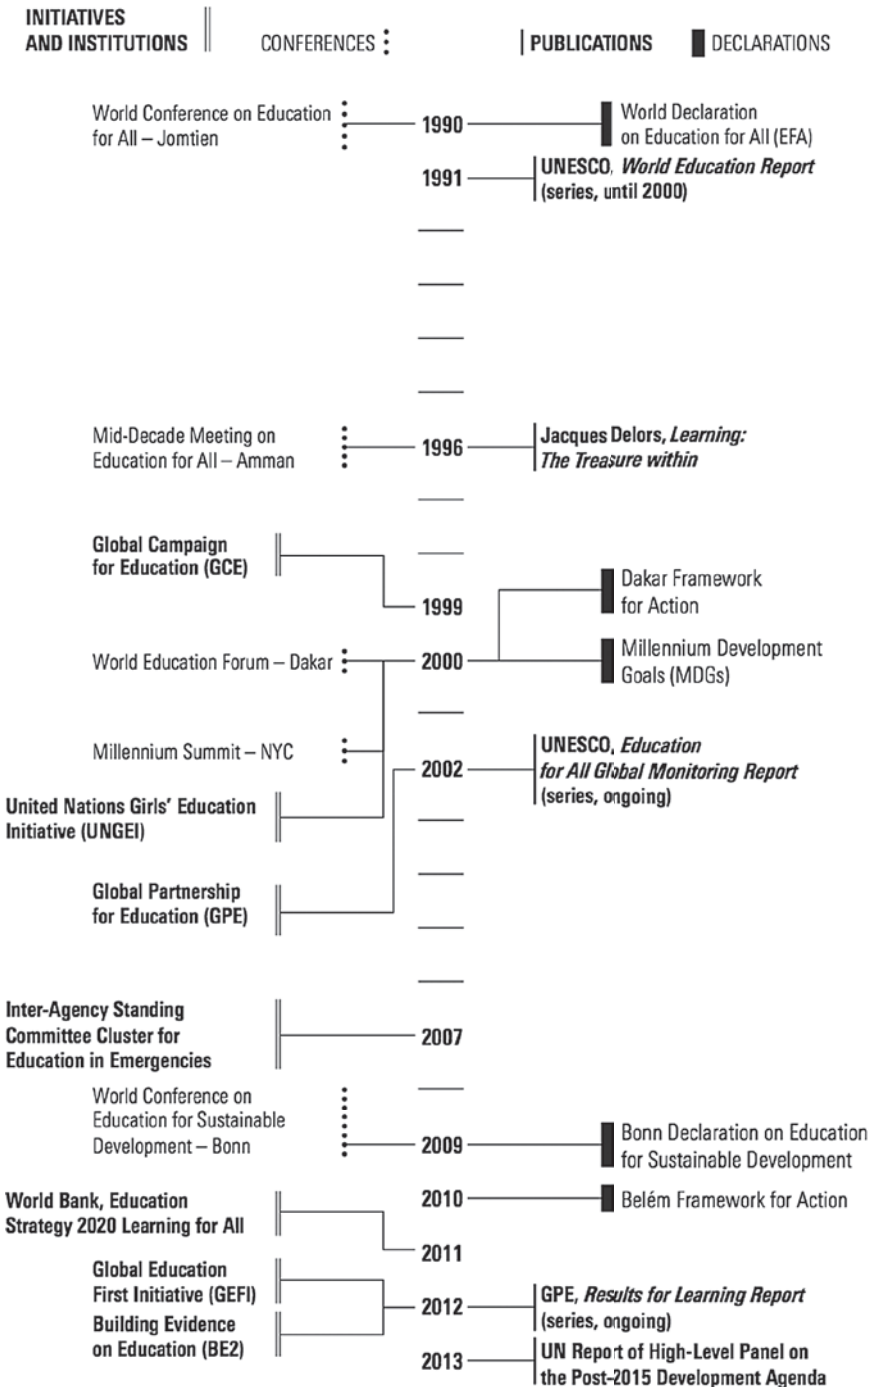 INITIATIVES
AND INSTITUTIONS
CONFERENCES
PUBLICATIONS
DECLARATIONS
World Conference on Education
for All – Jomtien
1990
World Declaration
on Education for All (EFA)
1991
UNESCO, World Education Report
(series, until 2000)
Mid-Decade Meeting on
Education for All – Amman
1996
Jacques Delors, Learning:
The Treasure within
Global Campaign
for Education (GCE)
1999
Dakar Framework
for Action
World Education Forum – Dakar
2000
Millennium Development
Goals (MDGs)
Millennium Summit – NYC
2002
UNESCO, Education
for All Global Monitoring Report
(series, ongoing)
United Nations Girls' Education
Initiative (UNGEI)
Global Partnership
for Education (GPE)
Inter-Agency Standing
Committee Cluster for
Education in Emergencies
2007
World Conference on
Education for Sustainable
Development – Bonn
2009
Bonn Declaration on Education
for Sustainable Development
2010
Belém Framework for Action
World Bank, Education
Strategy 2020 Learning for All
2011
Global Education
First Initiative (GEFI)
Building Evidence
on Education (BE2)
2012
GPE, Results for Learning Report
(series, ongoing)
2013
UN Report of High-Level Panel on
the Post-2015 Development Agenda